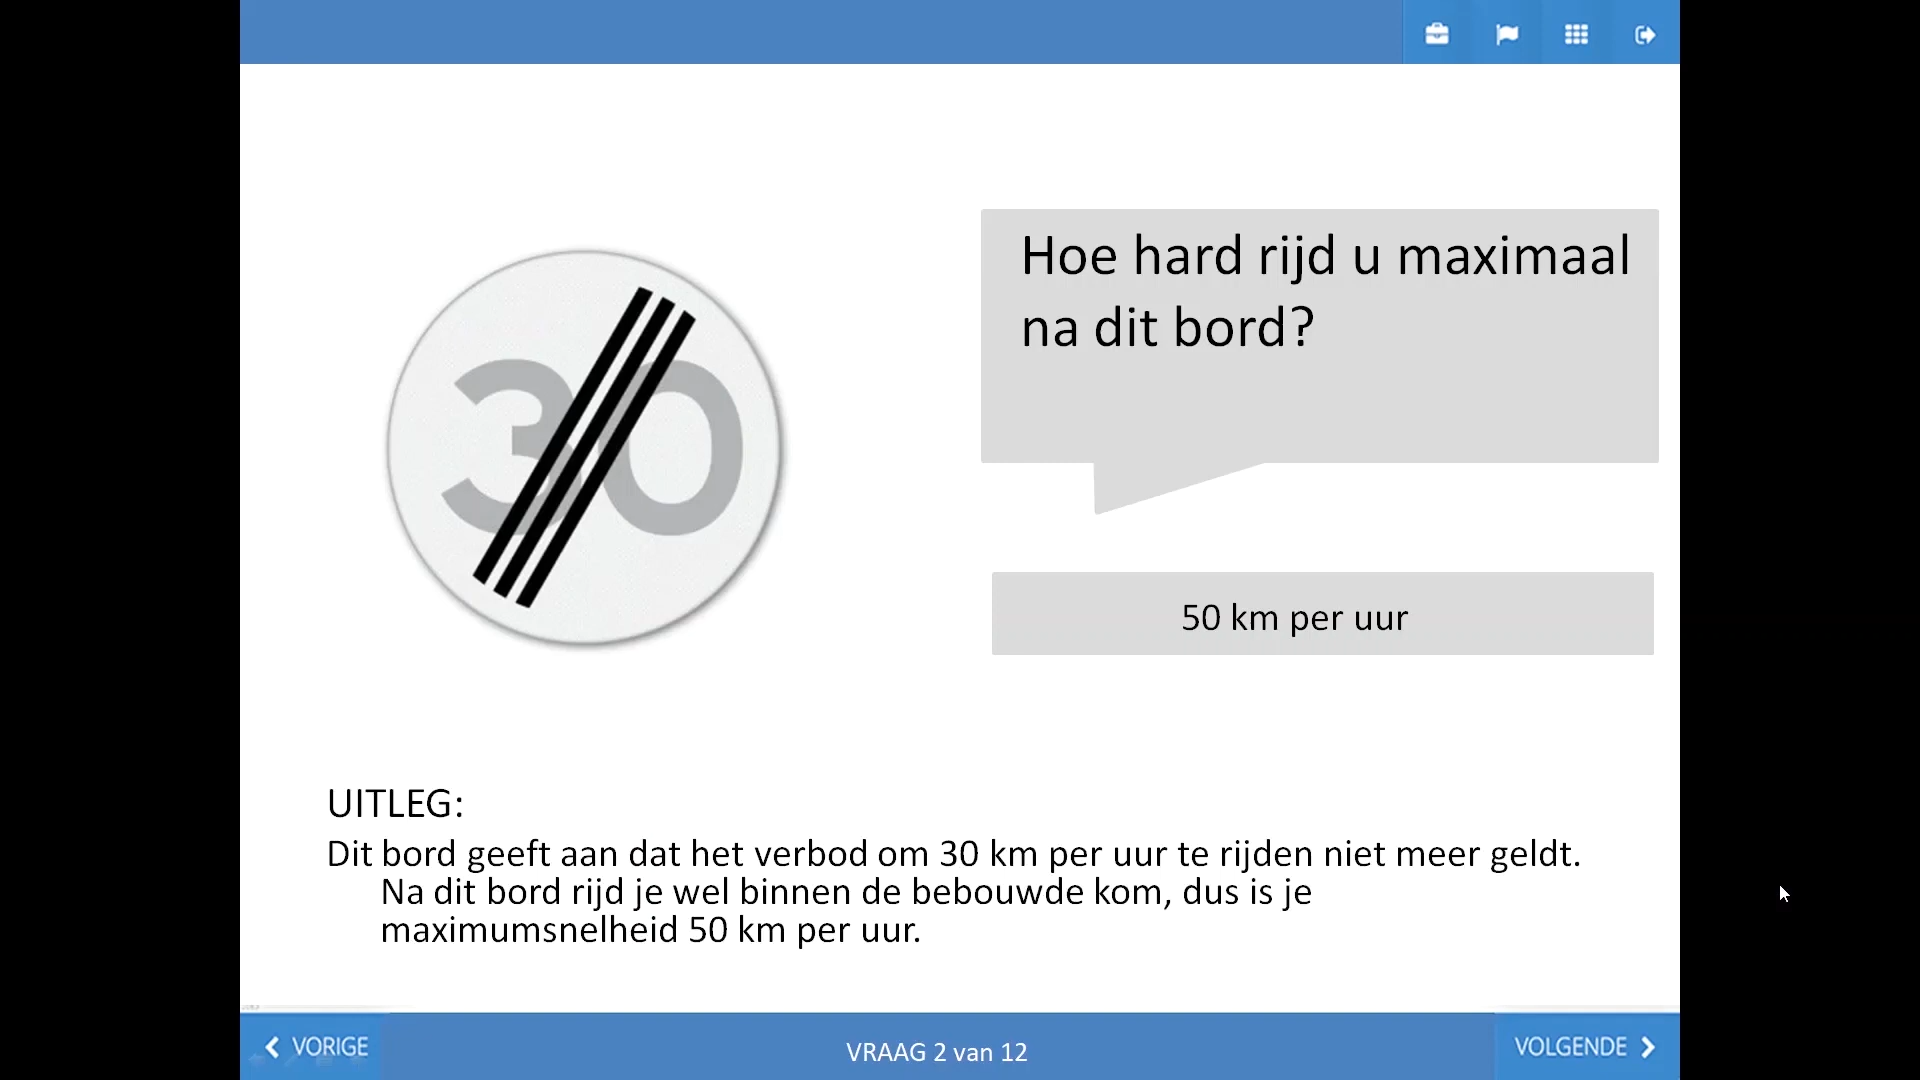 30
Hoe hard rijd u maximaal
na dit bord?
50 km per uur
UITLEG:
Dit bord geeft aan dat het verbod om 30 km per uur te rijden niet meer geldt.
Na dit bord rijd je wel binnen de bebouwde kom, dus is je
maximumsnelheid 50 km per uur.
VORIGE
VRAAG 2 van 12
VOLGENDE